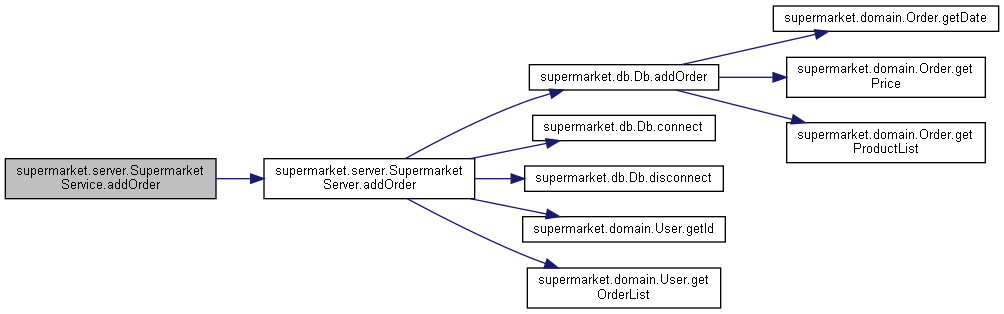 supermarket.server.Supermarket
Service.addOrder
supermarket.server.Supermarket
Server.addOrder
supermarket.db.Db.addOrder
supermarket.domain.Order.getDate
supermarket.domain.Order.get
Price
supermarket.domain.Order.get
ProductList
supermarket.db.Db.connect
supermarket.db.Db.disconnect
supermarket.domain.User.getId
supermarket.domain.User.get
OrderList